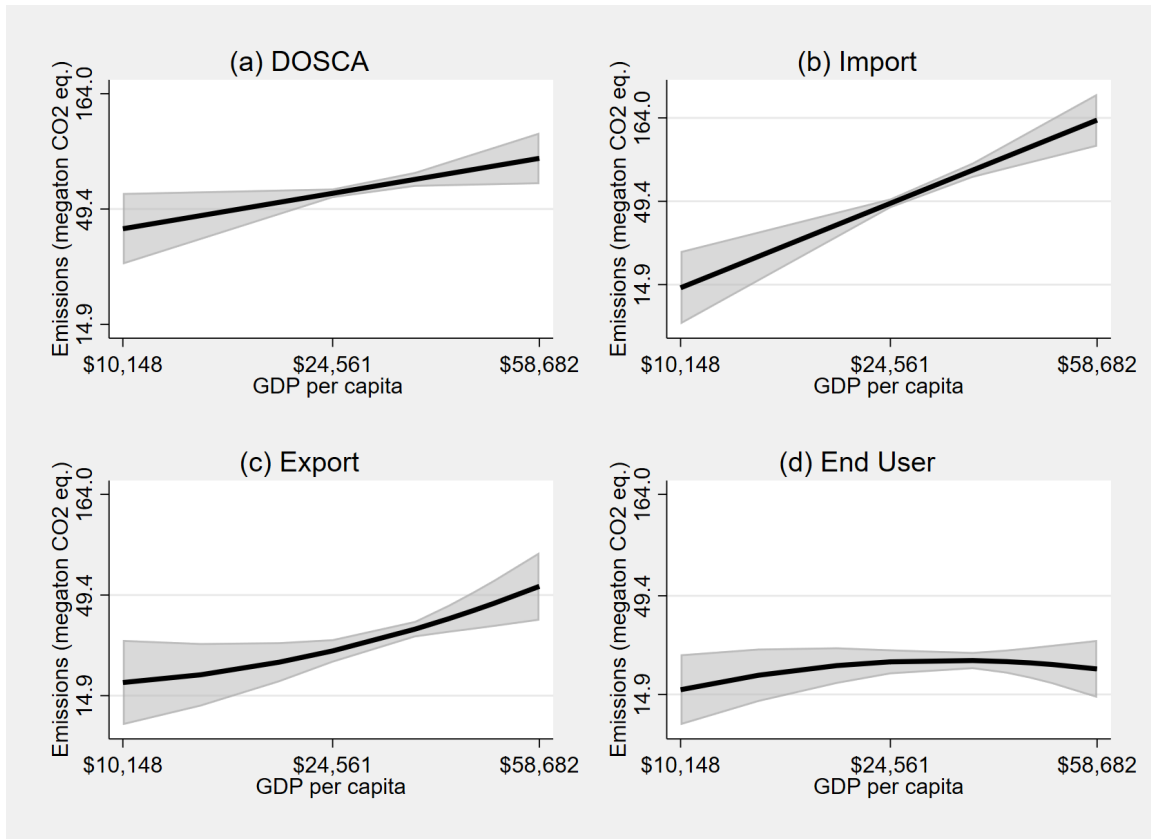 (a) DOSCA
Emissions (megaton CO2 eq.)
164.0
49.4
14.9
$10,148 $24,561 $58,682
GDP per capita
(b) Import
Emissions (megaton CO2 eq.)
164.0
49.4
14.9
$10,148 $24,561 $58,682
GDP per capita
(c) Export
Emissions (megaton CO2 eq.)
164.0
49.4
14.9
$10,148 $24,561 $58,682
GDP per capita
(d) End User
Emissions (megaton CO2 eq.)
164.0
49.4
14.9
$10,148 $24,561 $58,682
GDP per capita